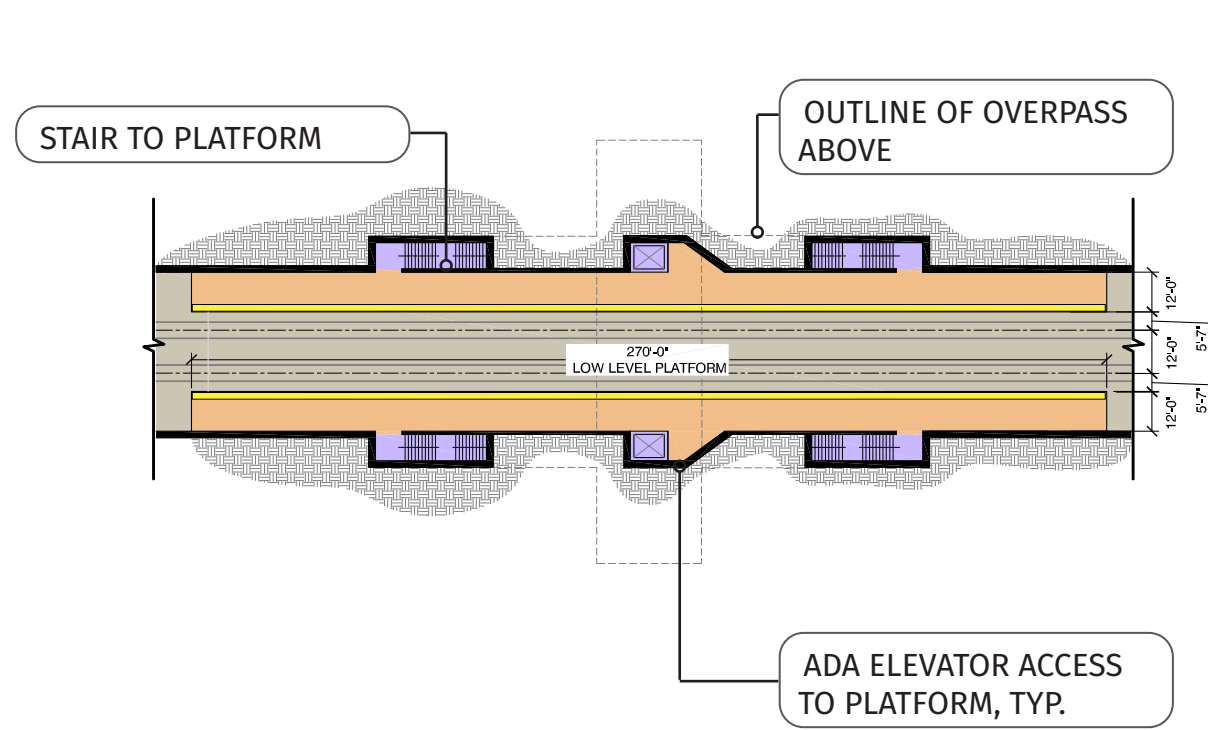 OUTLINE OF OVERPASS
ABOVE
STAIR TO PLATFORM
12'-0"
5'-7"
12'-0"
270'-0"
LOW LEVEL PLATFORM
5'-7"
12'-0"
ADA ELEVATOR ACCESS
TO PLATFORM, TYP.